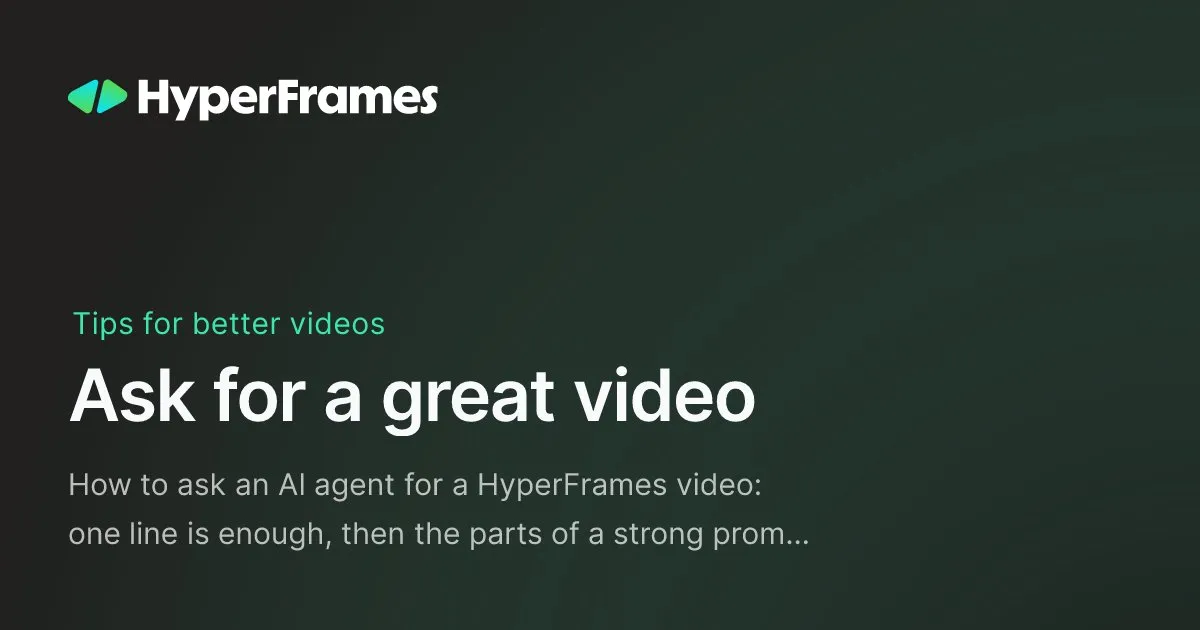 HyperFrames
Tips for better videos
Ask for a great video
How to ask an AI agent for a HyperFrames video:
one line is enough, then the parts of a strong prom...